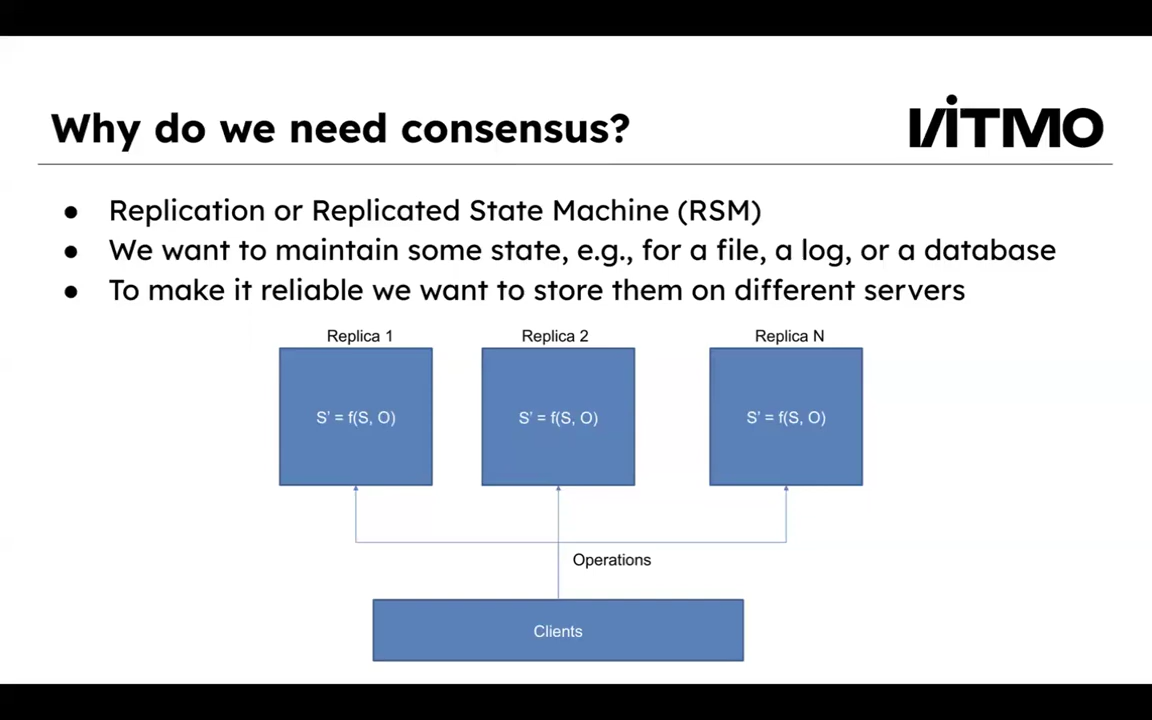 Why do we need consensus?
ITMO
● Replication or Replicated State Machine (RSM)
● We want to maintain some state, e.g., for a file, a log, or a database
● To make it reliable we want to store them on different servers
Replica 1
Replica 2
Replica N
S' = f(S, O)
S' = f(S, O)
S' = f(S, O)
Operations
Clients